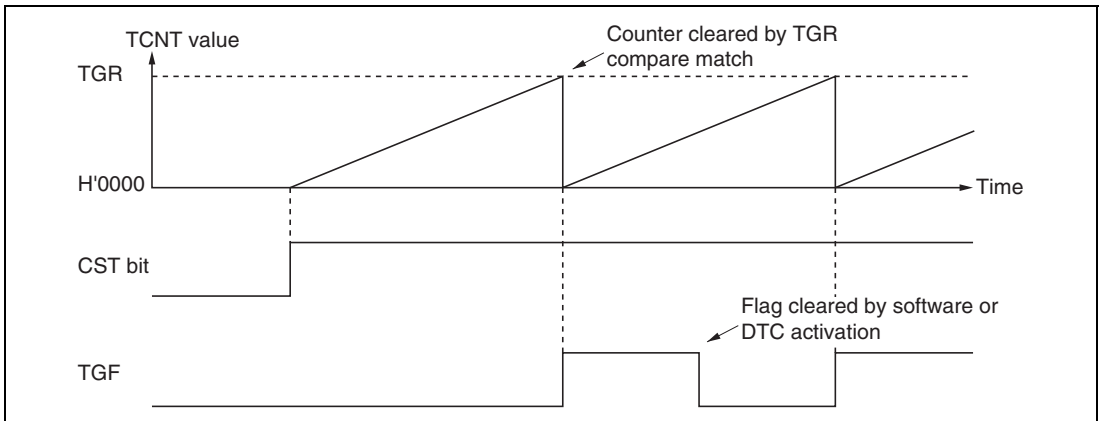 TCNT value
Counter cleared by TGR
compare match
TGR
H'0000
Time
CST bit
Flag cleared by software or
DTC activation
TGF